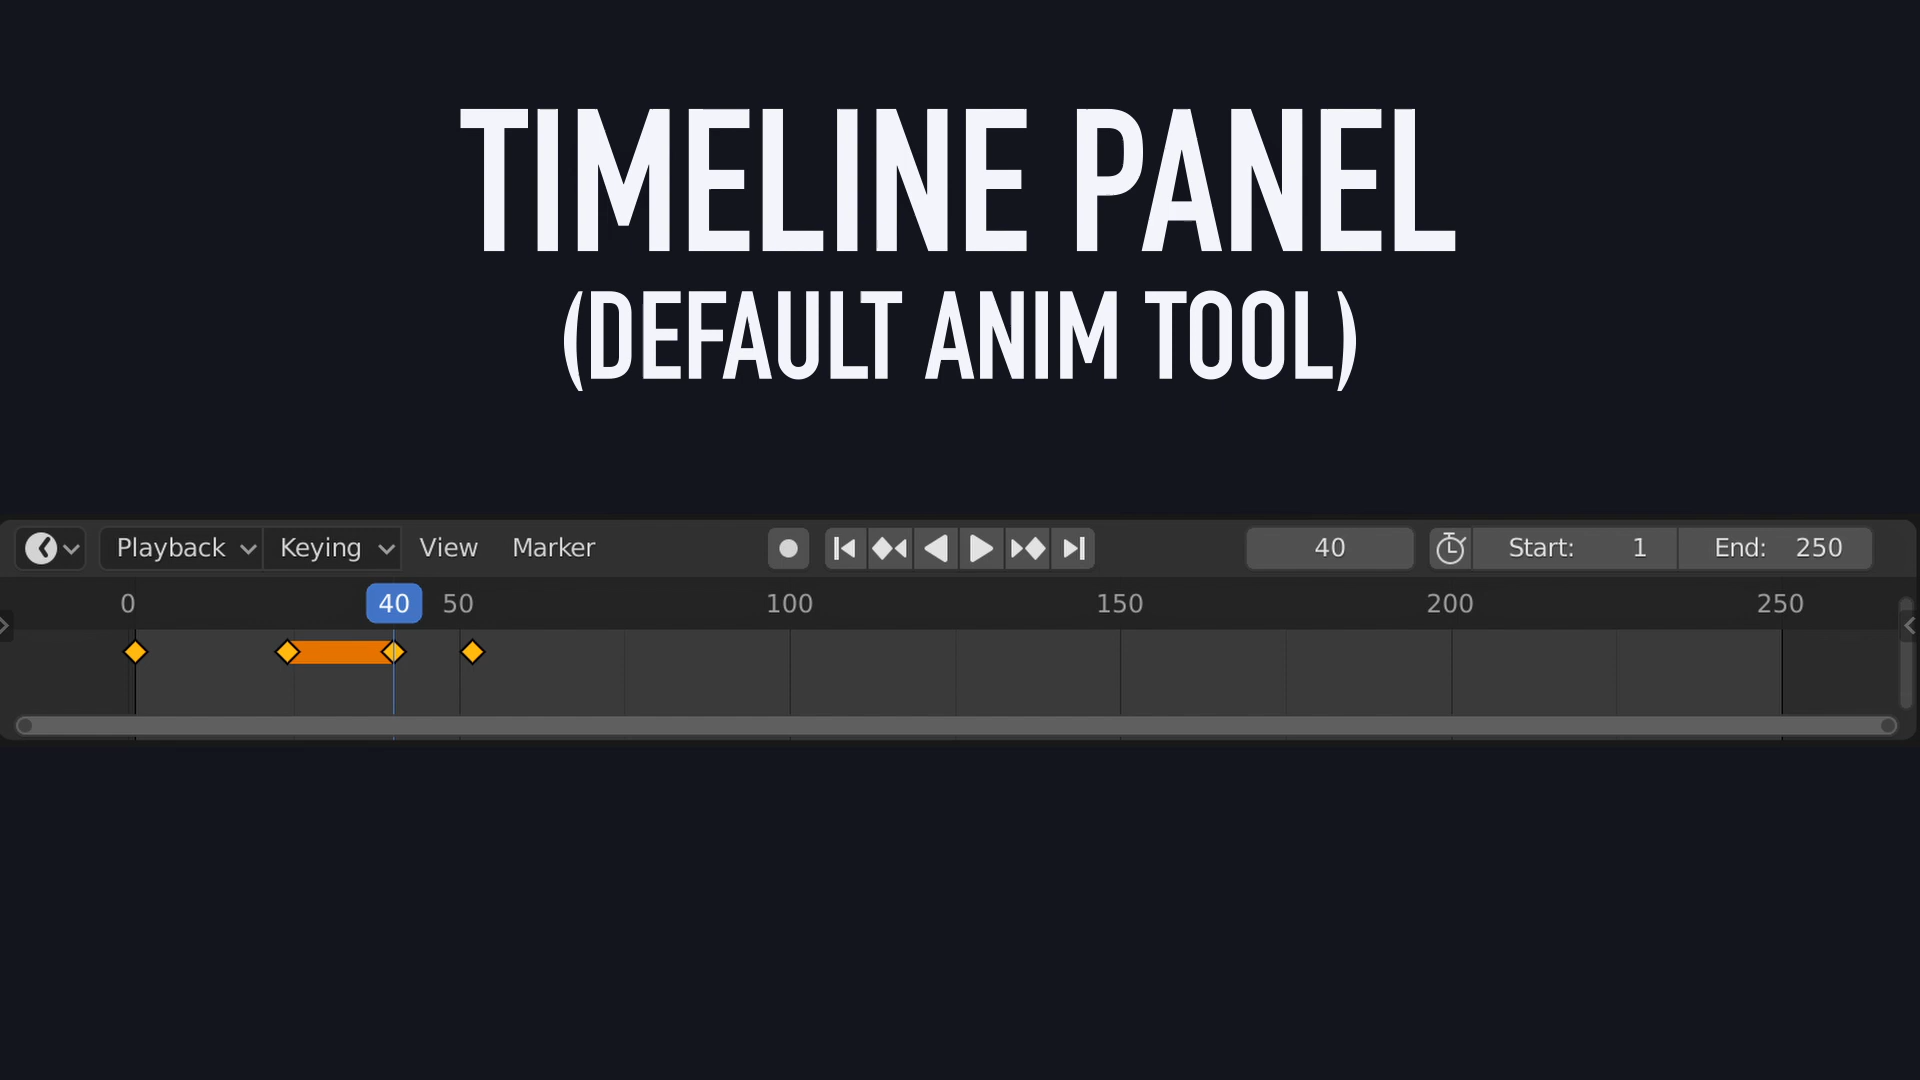 TIMELINE PANEL
(DEFAULT ANIM TOOL)
Playback Keying View Marker 40 Start: 1 End: 250
0 40 50 100 150 200 250